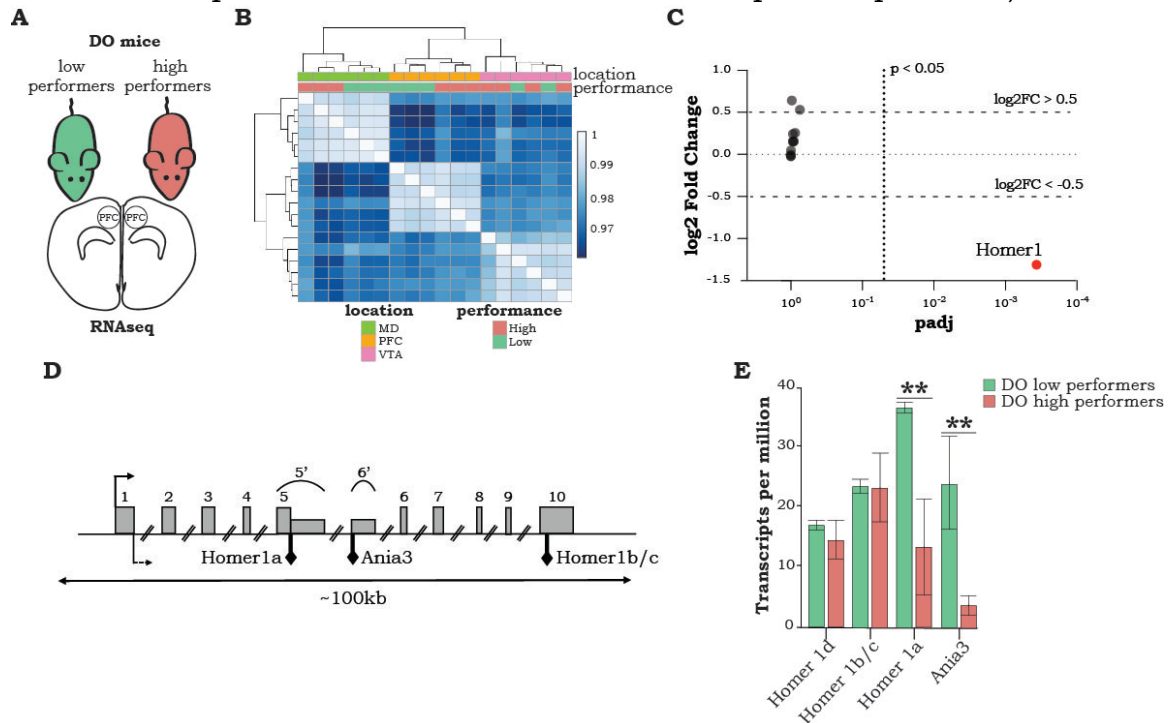 A
DO mice
low
performers
high
performers
PFC PFC
RNAseq
B
location
performance
1
0.99
0.98
0.97
location
MD
PFC
VTA
performance
High
Low
C
p < 0.05
log2FC > 0.5
log2FC < -0.5
Homer1
log2 Fold Change
0.5
0.0
-0.5
-1.0
-1.5
10⁰ 10⁻¹ 10⁻² 10⁻³ 10⁻⁴
padj
D
5' 6'
1 2 3 4 5 6 7 8 9 10
Homer1a Ania3 Homer1b/c
~100kb
E
DO low performers
DO high performers
Transcripts per million
40
30
20
10
0
** **
Homer 1d
Homer 1b/c
Homer 1a
Ania3